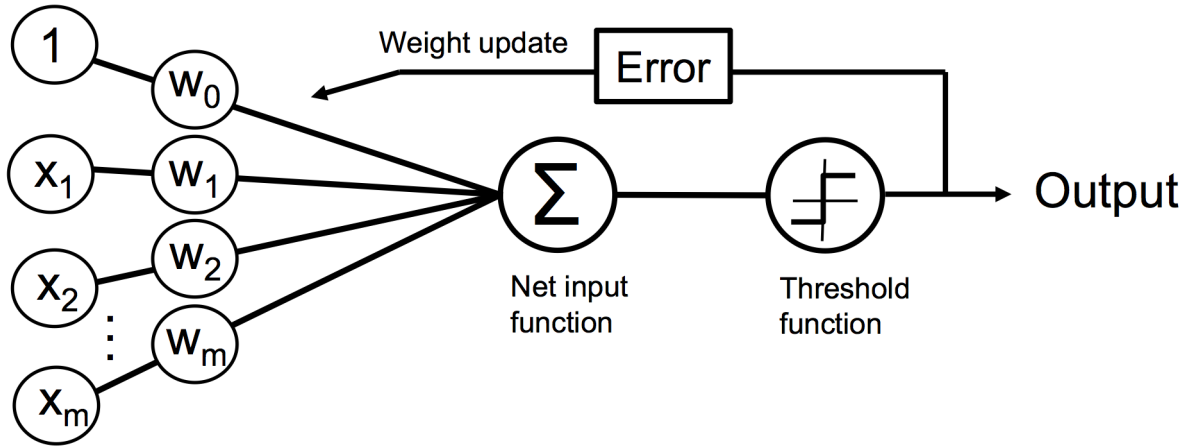 1
Weight update
Error
w₀
x₁
w₁
Σ
Output
w₂
x₂
Net input
function
Threshold
function
⋮
wₘ
xₘ